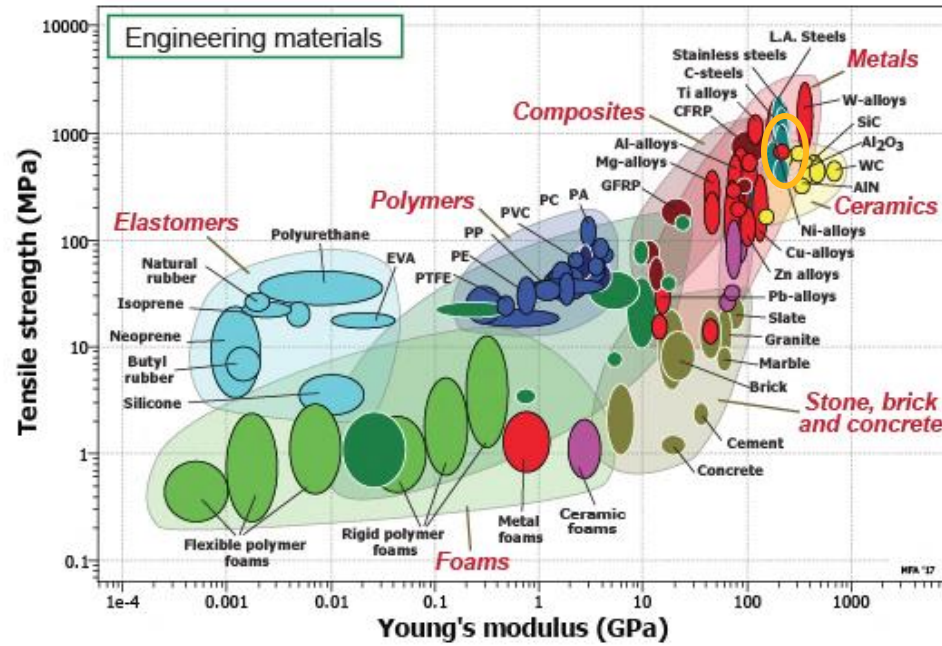 10000
1000
100
10
1
0.1
Tensile strength (MPa)
Engineering materials
L.A. Steels
Stainless steels
C-steels
Metals
Ti alloys
CFRP
W-alloys
Composites
SiC
Al-alloys
Al2O3
Mg-alloys
WC
GFRP
AlN
Ceramics
PA
PC
PVC
Polymers
PP
PE
PTFE
Elastomers
Polyurethane
EVA
Natural
rubber
Isoprene
Neoprene
Butyl
rubber
Silicone
Ni-alloys
Cu-alloys
Zn alloys
Pb-alloys
Slate
Granite
Marble
Brick
Stone, brick
and concrete
Cement
Concrete
Flexible polymer
foams
Rigid polymer
foams
Foams
Metal
foams
Ceramic
foams
MFA '17
1e-4
0.001
0.01
0.1
1
10
100
1000
Young's modulus (GPa)